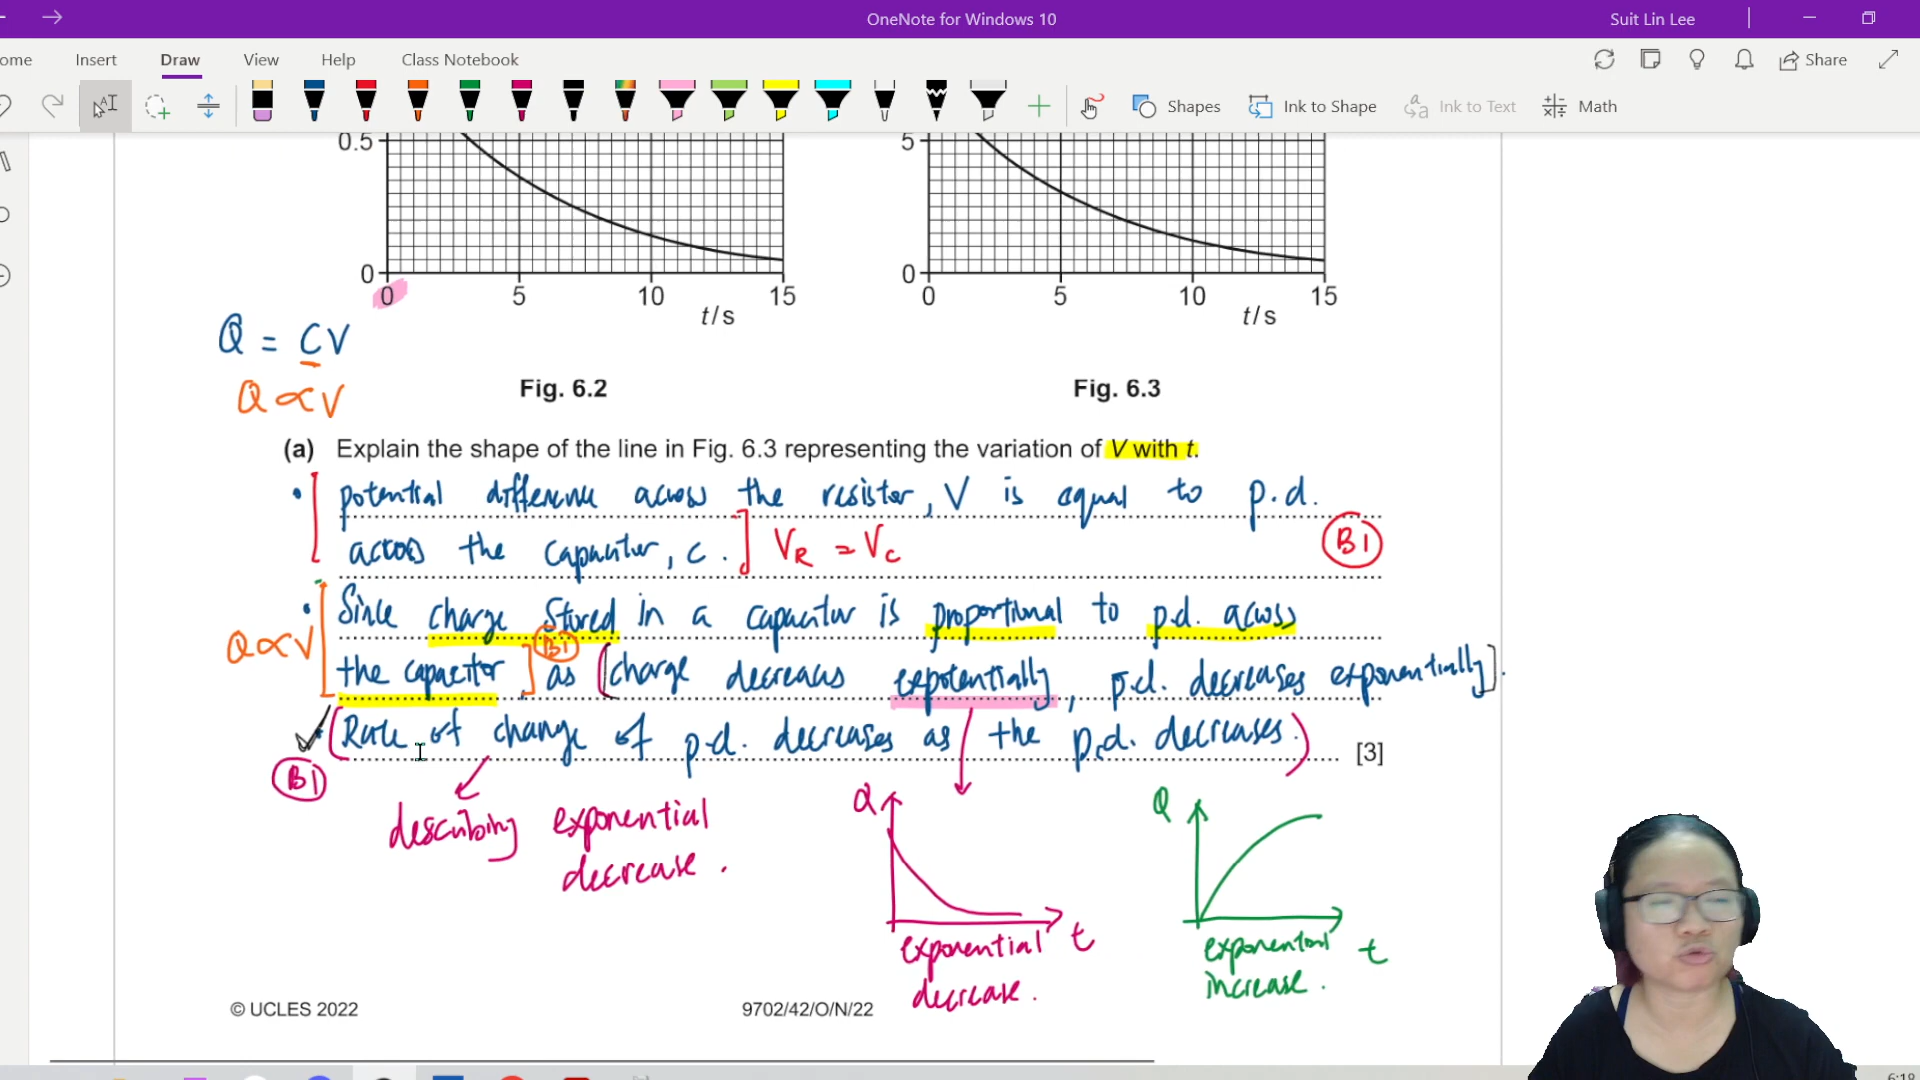 OneNote for Windows 10
Suit Lin Lee
ome Insert Draw View Help Class Notebook
Share
Shapes Ink to Shape Ink to Text Math
0.5
5
0
0
0 5 10 15
0 5 10 15
t/s
t/s
Q = CV
Fig. 6.2
Fig. 6.3
Q ∝ V
(a) Explain the shape of the line in Fig. 6.3 representing the variation of V with t.
• potential difference across the resistor, V is equal to p.d.
across the capacitor, c. ] V_R = V_C
B1
• Since charge stored in a capacitor is proportional to p.d. across
Q ∝ V
B1
the capacitor ] as (charge decreases expotentially, p.d. decreases exponentially].
(Rate of change of p.d. decreases as the p.d. decreases.) [3]
B1
describing exponential
decrease.
Q
t
exponential
decrease.
Q
t
exponential
increase.
© UCLES 2022
9702/42/O/N/22
6:18